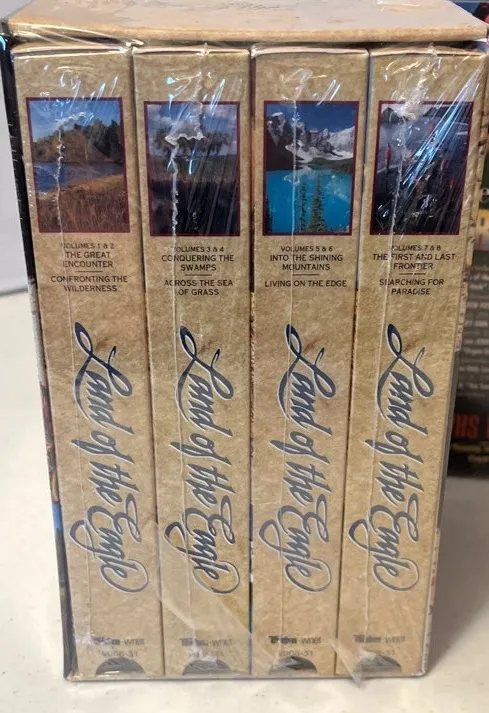 VOLUMES 1 & 2
THE GREAT
ENCOUNTER
CONFRONTING THE
WILDERNESS
Land of the Eagle
VOLUMES 3 & 4
CONQUERING THE
SWAMPS
ACROSS THE SEA
OF GRASS
Land of the Eagle
VOLUMES 5 & 6
INTO THE SHINING
MOUNTAINS
LIVING ON THE EDGE
Land of the Eagle
VOLUMES 7 & 8
THE FIRST AND LAST
FRONTIER
SEARCHING FOR
PARADISE
Land of the Eagle